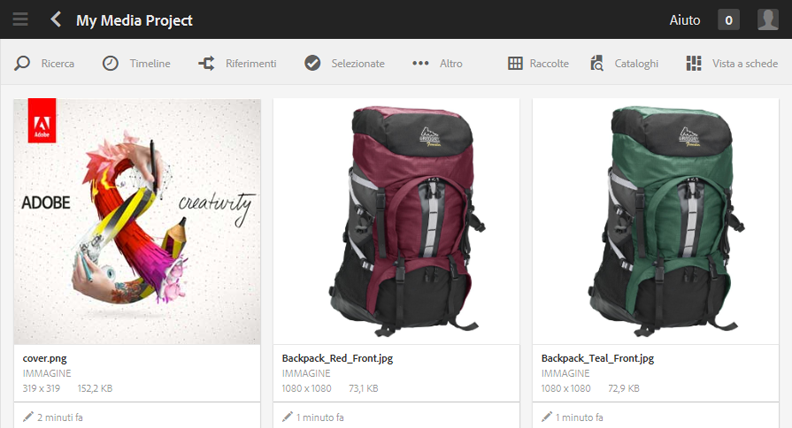 My Media Project
Aiuto
0
Ricerca
Timeline
Riferimenti
Selezionate
Altro
Raccolte
Cataloghi
Vista a schede
Adobe
ADOBE
creativity
cover.png
IMMAGINE
319 x 319 152,2 KB
2 minuti fa
Backpack_Red_Front.jpg
IMMAGINE
1080 x 1080 73,1 KB
1 minuto fa
Backpack_Teal_Front.jpg
IMMAGINE
1080 x 1080 72,9 KB
1 minuto fa